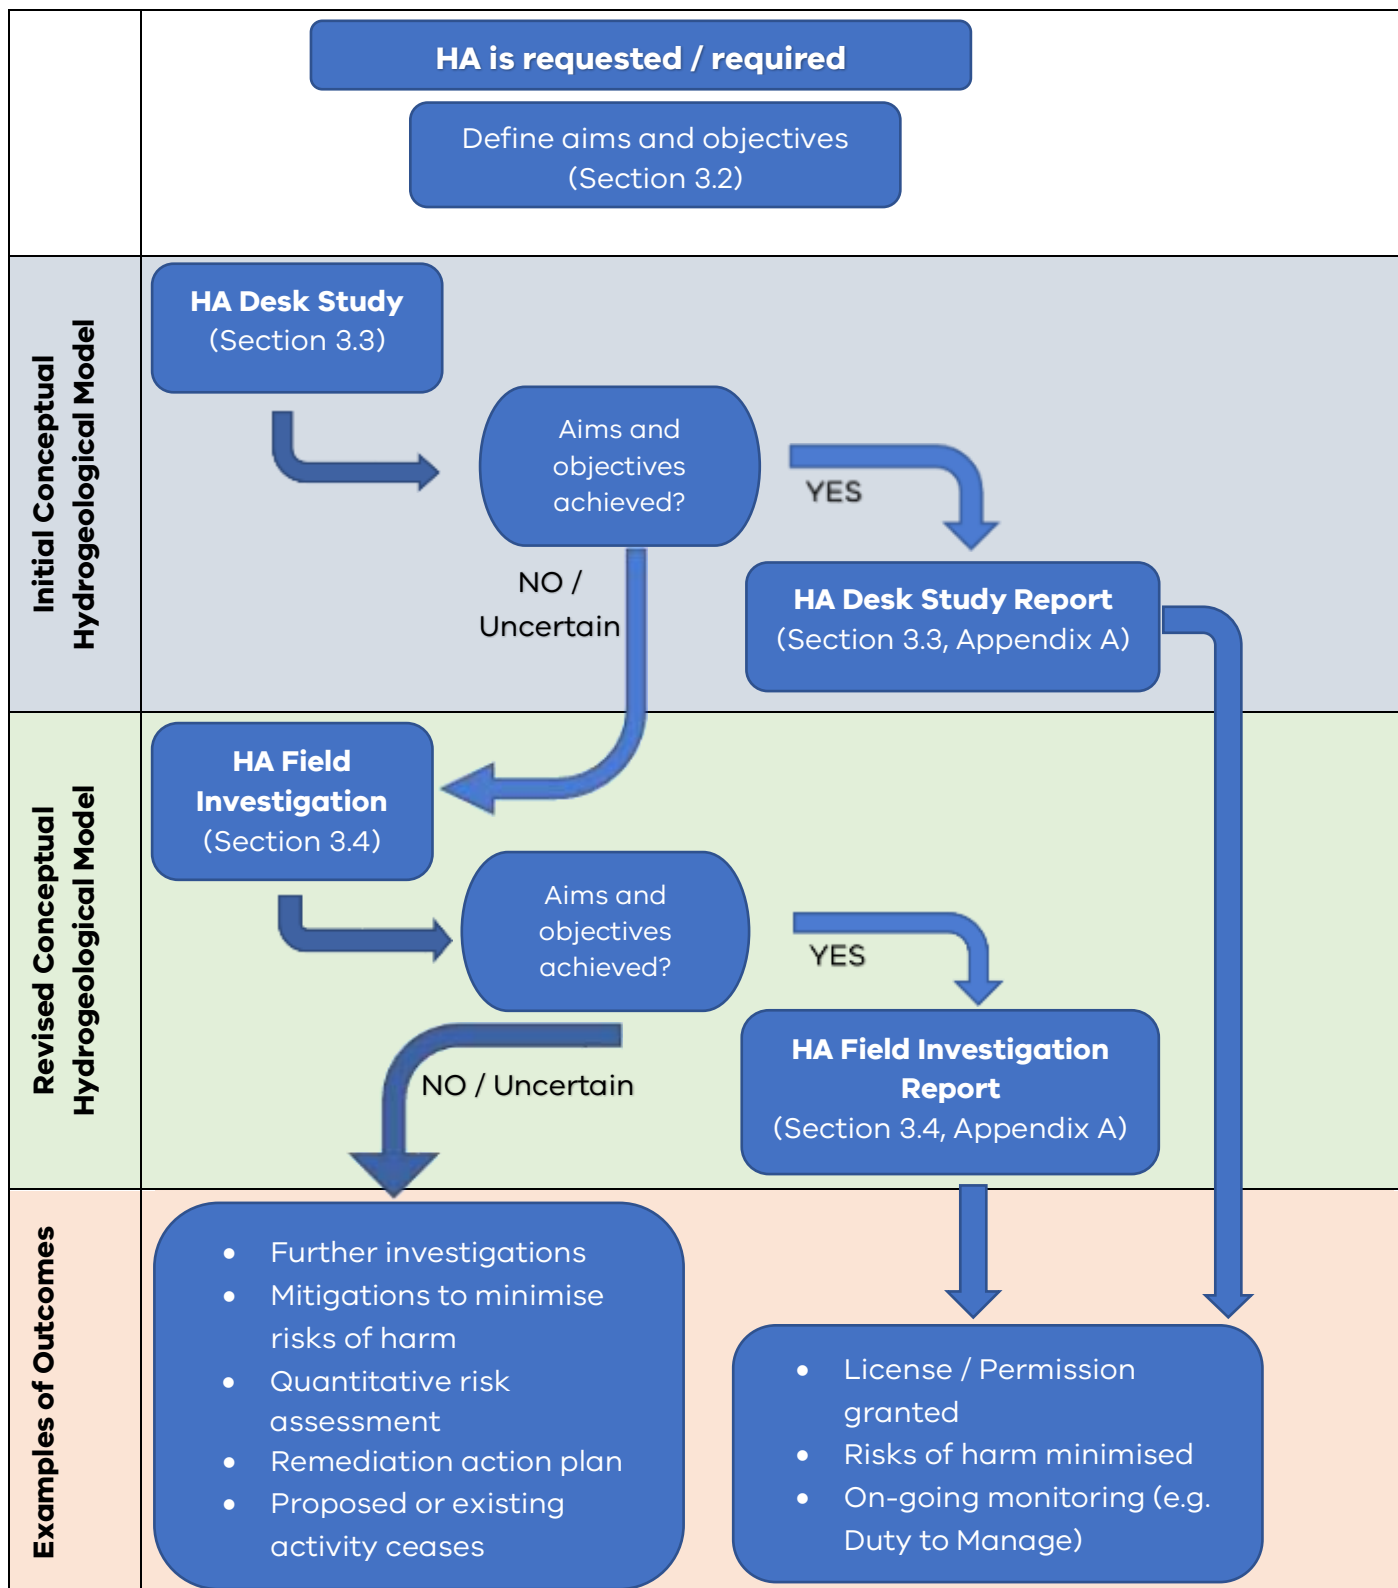 HA is requested / required
Define aims and objectives
(Section 3.2)
Initial Conceptual
Hydrogeological Model
HA Desk Study
(Section 3.3)
Aims and
objectives
achieved?
YES
NO /
Uncertain
HA Desk Study Report
(Section 3.3, Appendix A)
Revised Conceptual
Hydrogeological Model
HA Field
Investigation
(Section 3.4)
Aims and
objectives
achieved?
YES
NO / Uncertain
HA Field Investigation
Report
(Section 3.4, Appendix A)
Examples of Outcomes
• Further investigations
• Mitigations to minimise
risks of harm
• Quantitative risk
assessment
• Remediation action plan
• Proposed or existing
activity ceases
• License / Permission
granted
• Risks of harm minimised
• On-going monitoring (e.g.
Duty to Manage)